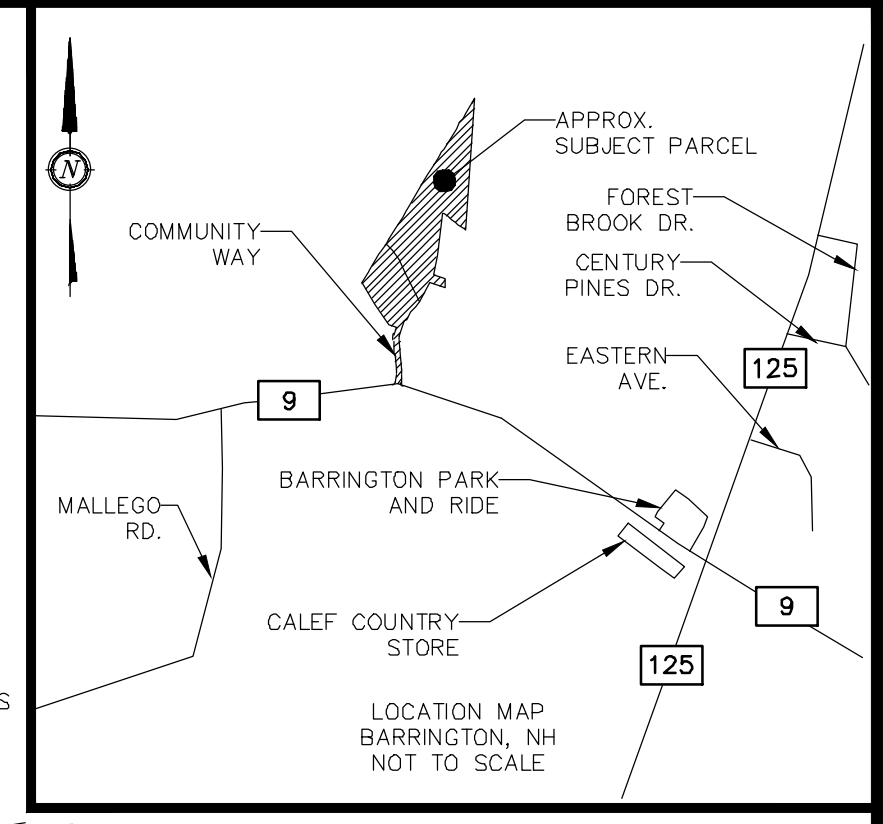 APPROX.
SUBJECT PARCEL
N
FOREST
BROOK DR.
COMMUNITY
WAY
CENTURY
PINES DR.
EASTERN
AVE.
125
9
BARRINGTON PARK
AND RIDE
MALLEGO
RD.
9
CALEF COUNTRY
STORE
125
S
LOCATION MAP
BARRINGTON, NH
NOT TO SCALE